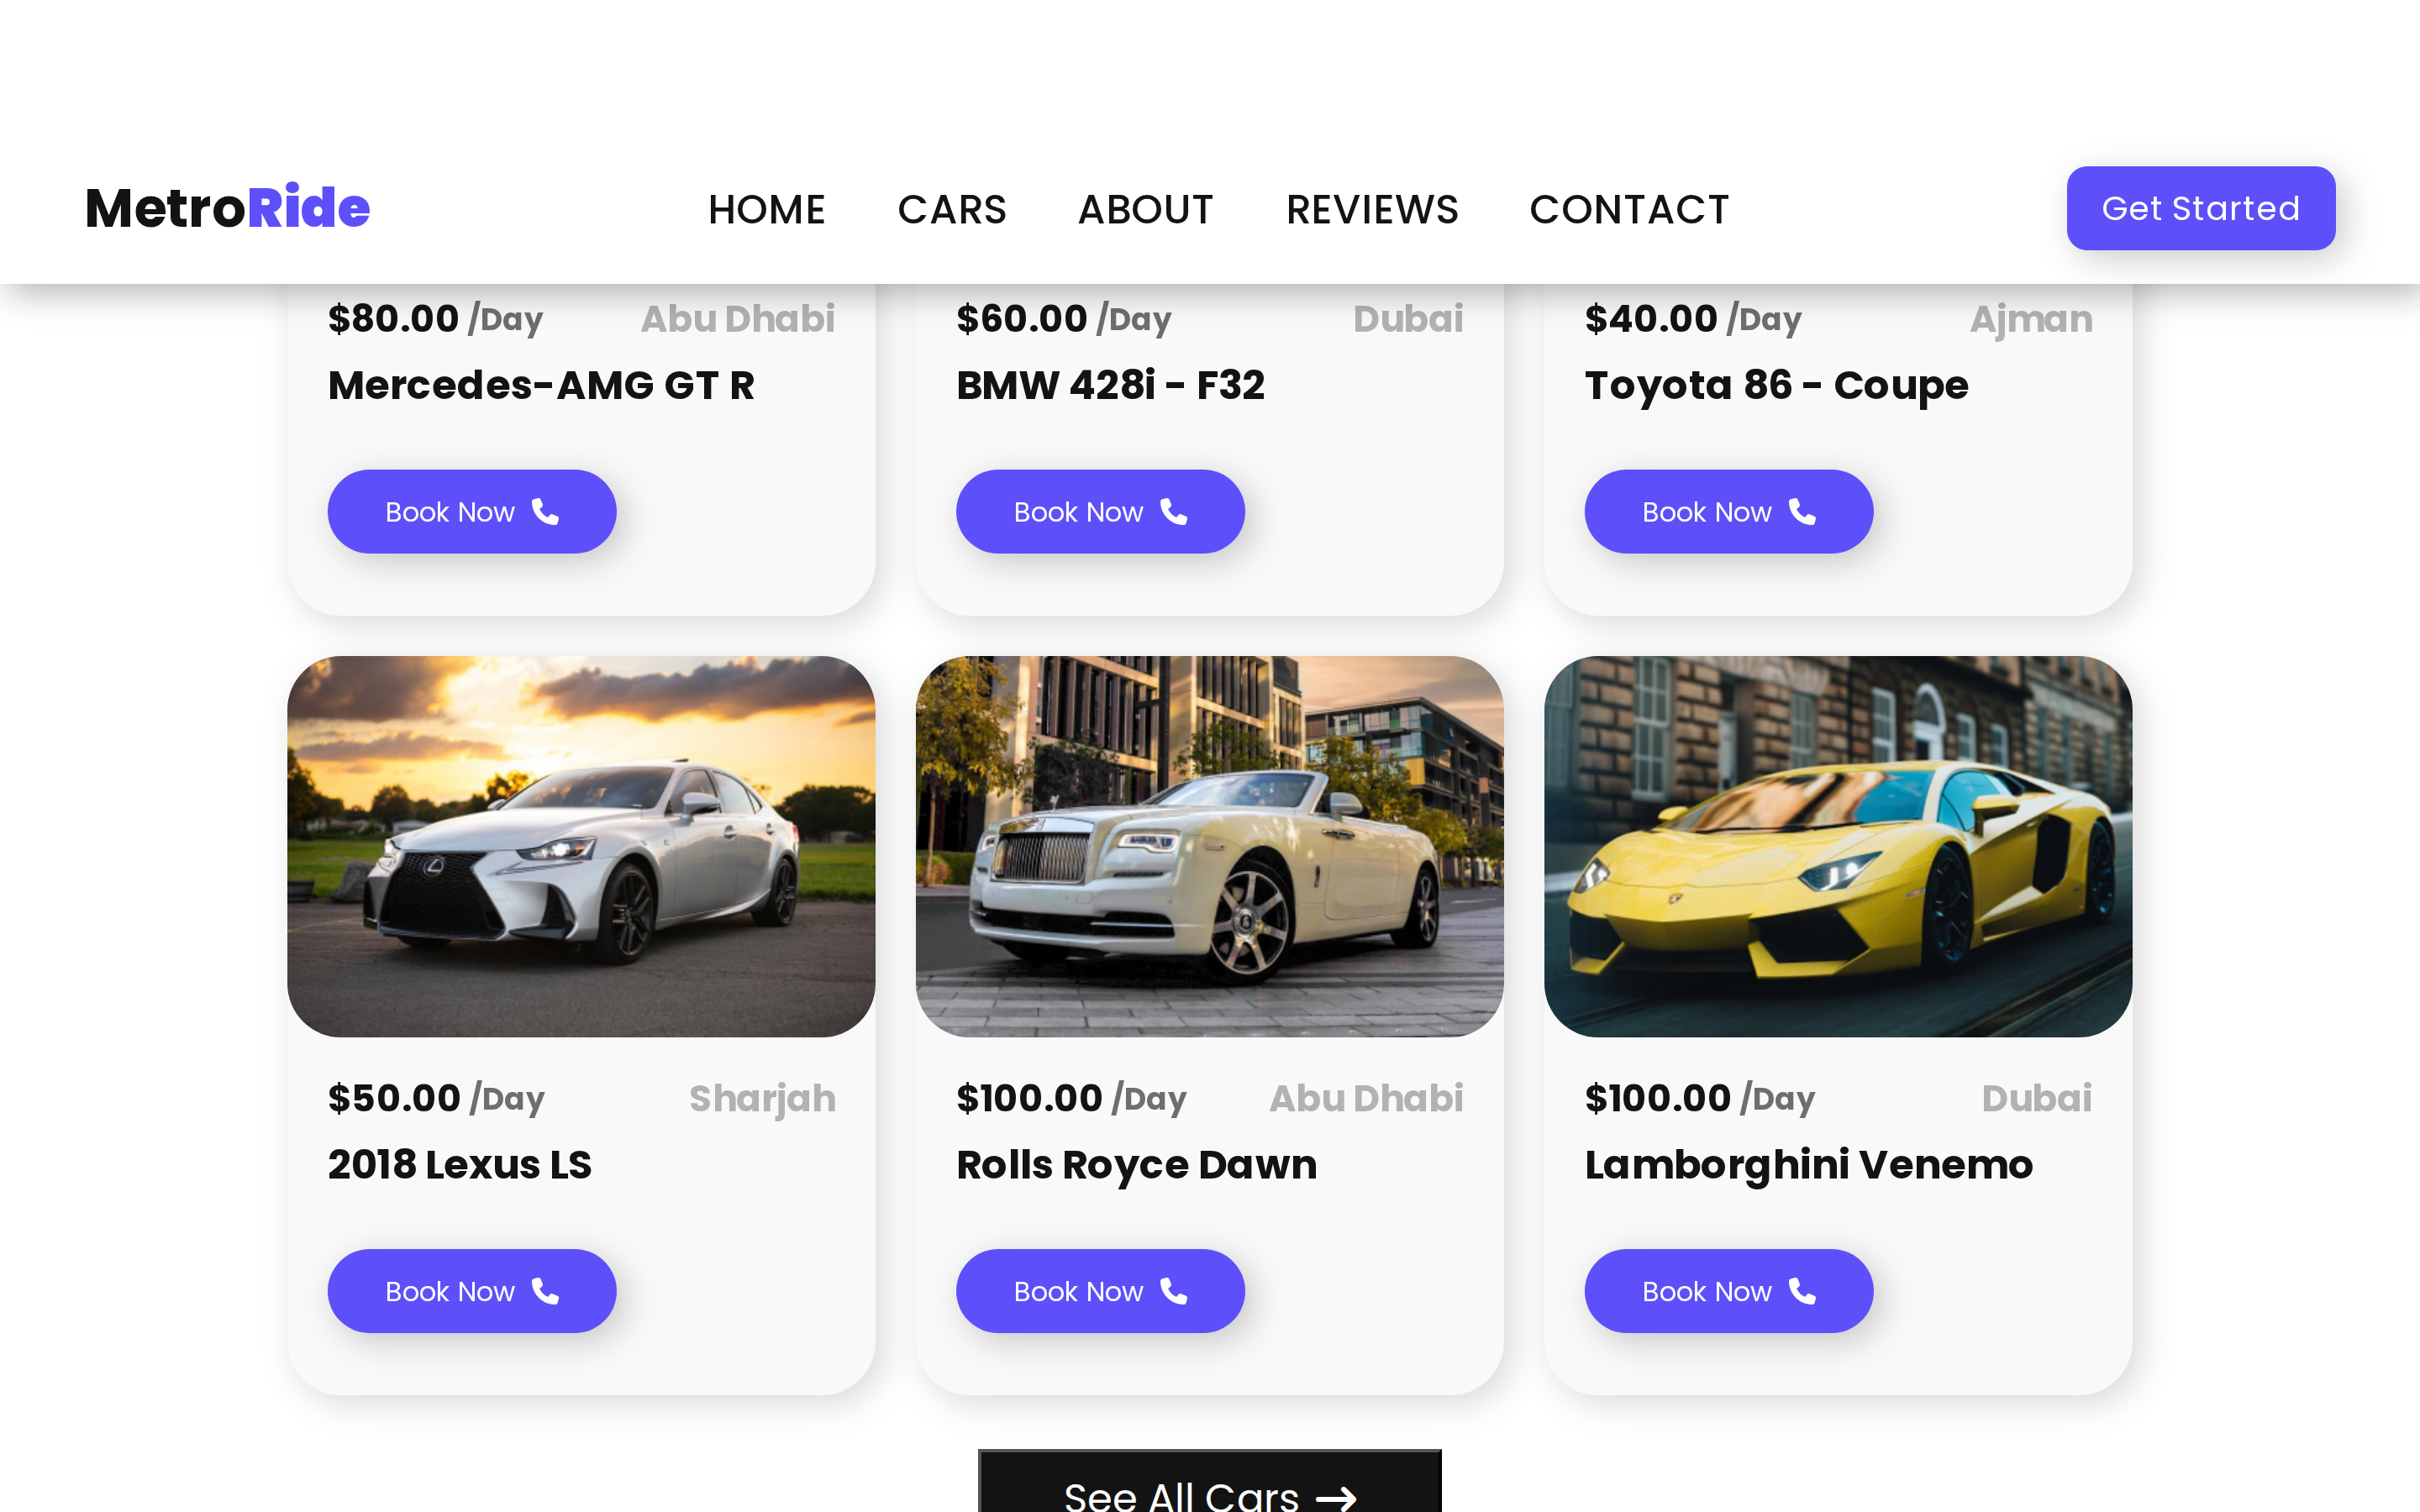 MetroRide
HOME CARS ABOUT REVIEWS CONTACT
Get Started
$80.00 /Day Abu Dhabi
Mercedes-AMG GT R
Book Now
$60.00 /Day Dubai
BMW 428i - F32
Book Now
$40.00 /Day Ajman
Toyota 86 - Coupe
Book Now
$50.00 /Day Sharjah
2018 Lexus LS
Book Now
$100.00 /Day Abu Dhabi
Rolls Royce Dawn
Book Now
$100.00 /Day Dubai
Lamborghini Venemo
Book Now
See All Cars →